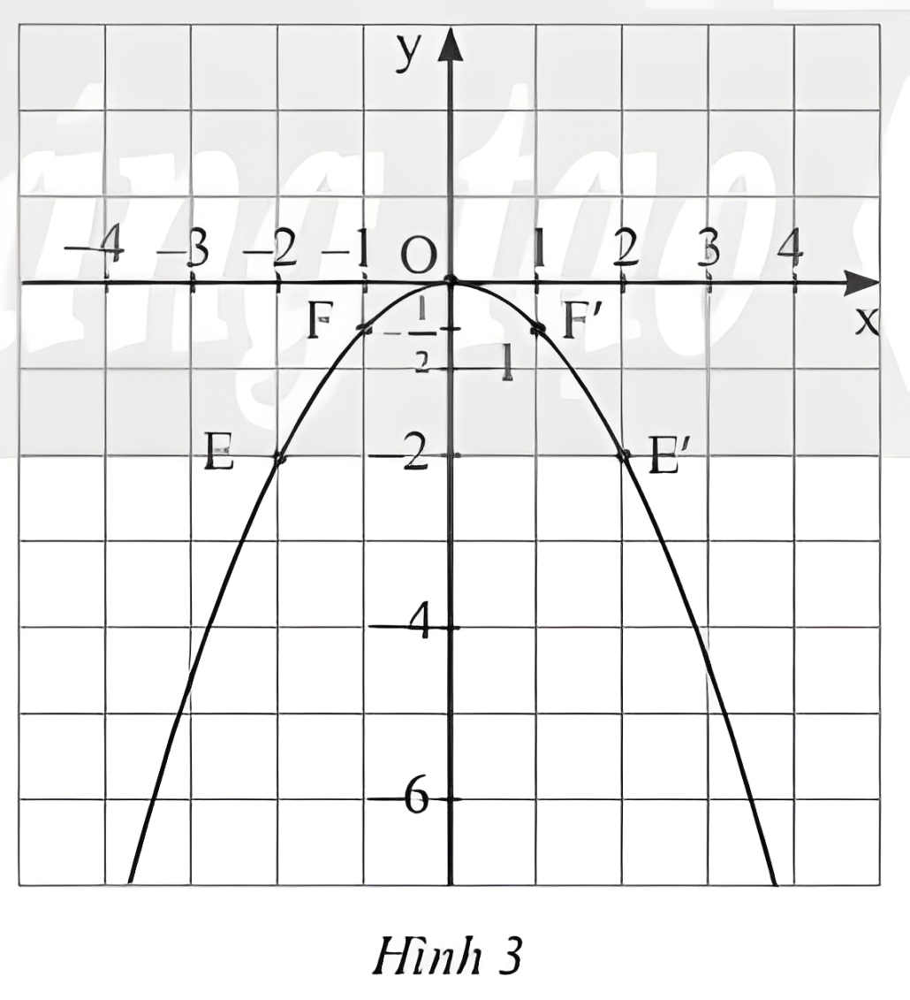 y
–4 –3 –2 –1 O 1 2 3 4
x
F –1/2 F'
1
E –2 E'
–4
–6
Hình 3